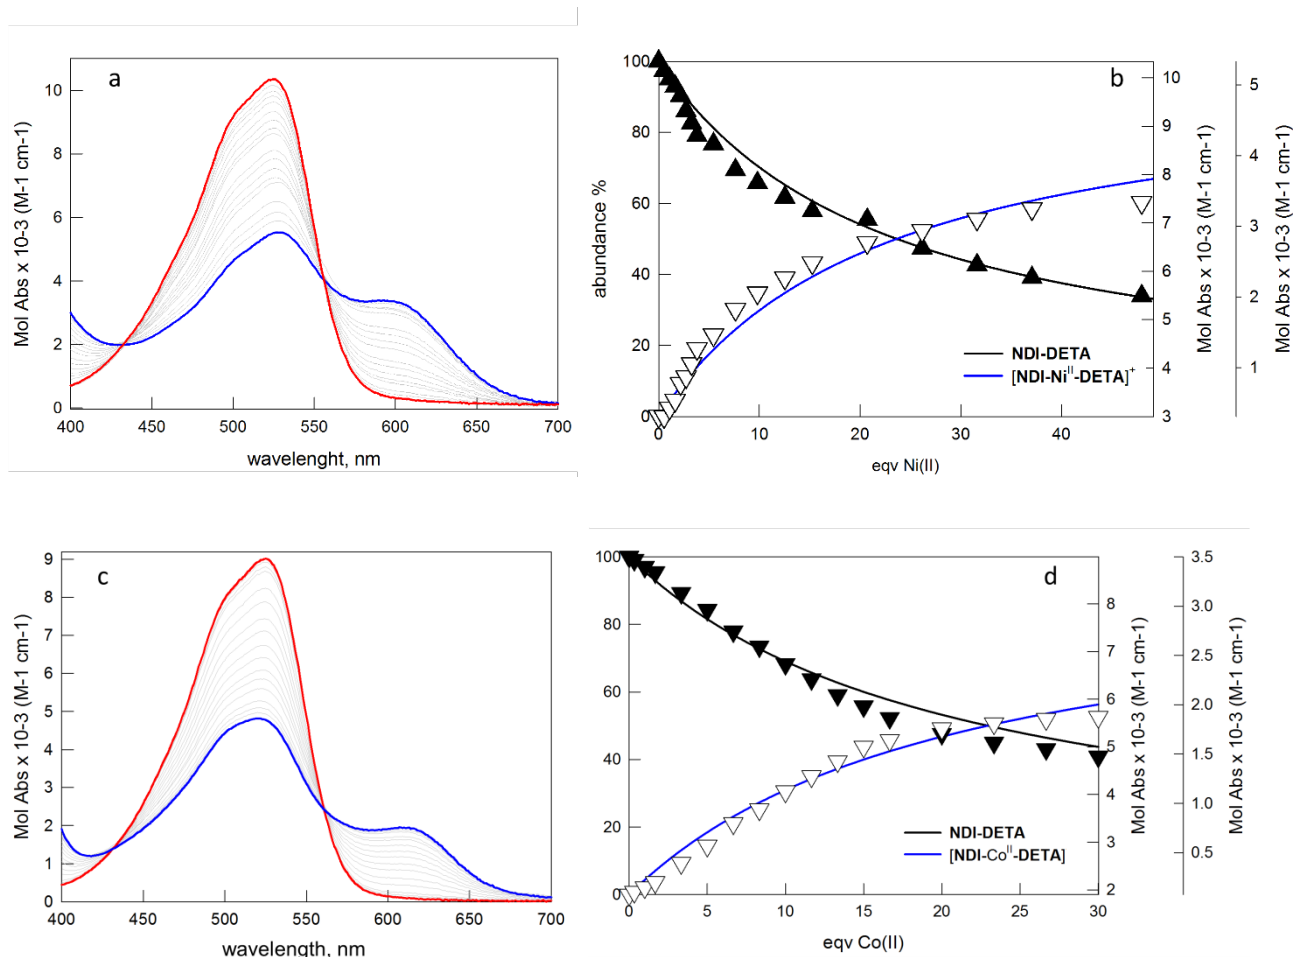 a
10
8
6
4
2
0
400 450 500 550 600 650 700
wavelenght, nm
Mol Abs x 10-3 (M-1 cm-1)
b
100
80
60
40
20
0
abundance %
0 10 20 30 40
eqv Ni(II)
NDI-DETA
[NDI-NiII-DETA]+
10
9
8
7
6
5
4
3
Mol Abs x 10-3 (M-1 cm-1)
5
4
3
2
1
Mol Abs x 10-3 (M-1 cm-1)
c
9
8
7
6
5
4
3
2
1
0
400 450 500 550 600 650 700
wavelength, nm
Mol Abs x 10-3 (M-1 cm-1)
d
100
80
60
40
20
0
0 5 10 15 20 25 30
eqv Co(II)
NDI-DETA
[NDI-CoII-DETA]
8
7
6
5
4
3
2
Mol Abs x 10-3 (M-1 cm-1)
3.5
3.0
2.5
2.0
1.5
1.0
0.5
Mol Abs x 10-3 (M-1 cm-1)